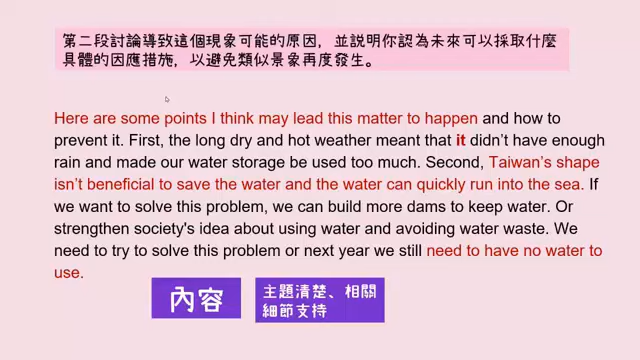 第二段討論導致這個現象可能的原因，並説明你認為未來可以採取什麼
具體的因應措施，以避免類似景象再度發生。
Here are some points I think may lead this matter to happen and how to
prevent it. First, the long dry and hot weather meant that it didn’t have enough
rain and made our water storage be used too much. Second, Taiwan’s shape
isn’t beneficial to save the water and the water can quickly run into the sea. If
we want to solve this problem, we can build more dams to keep water. Or
strengthen society's idea about using water and avoiding water waste. We
need to try to solve this problem or next year we still need to have no water to
use.
內容
主題清楚、相關
細節支持